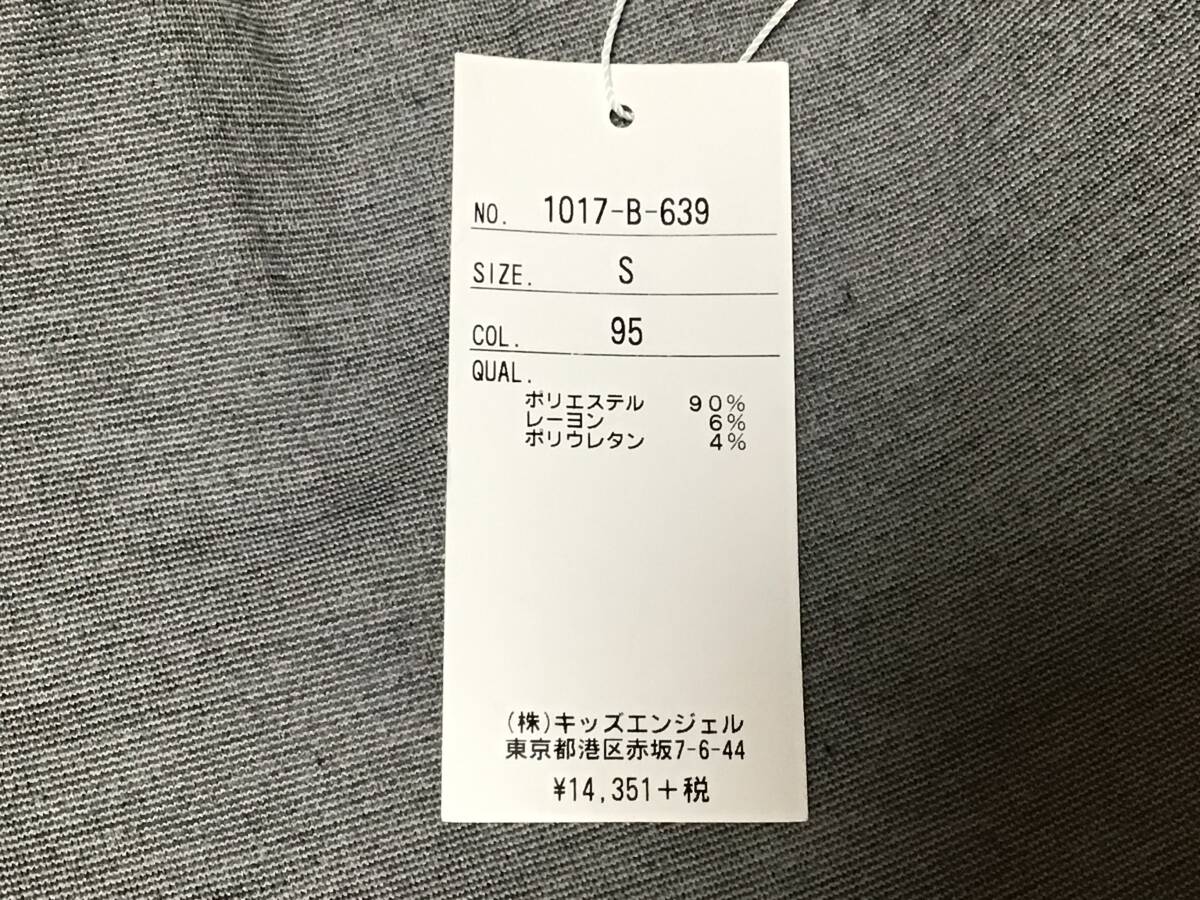 NO. 1017-B-639
SIZE. S
COL. 95
QUAL.
ポリエステル 90%
レーヨン 6%
ポリウレタン 4%
(株)キッズエンジェル
東京都港区赤坂7-6-44
¥14,351+税